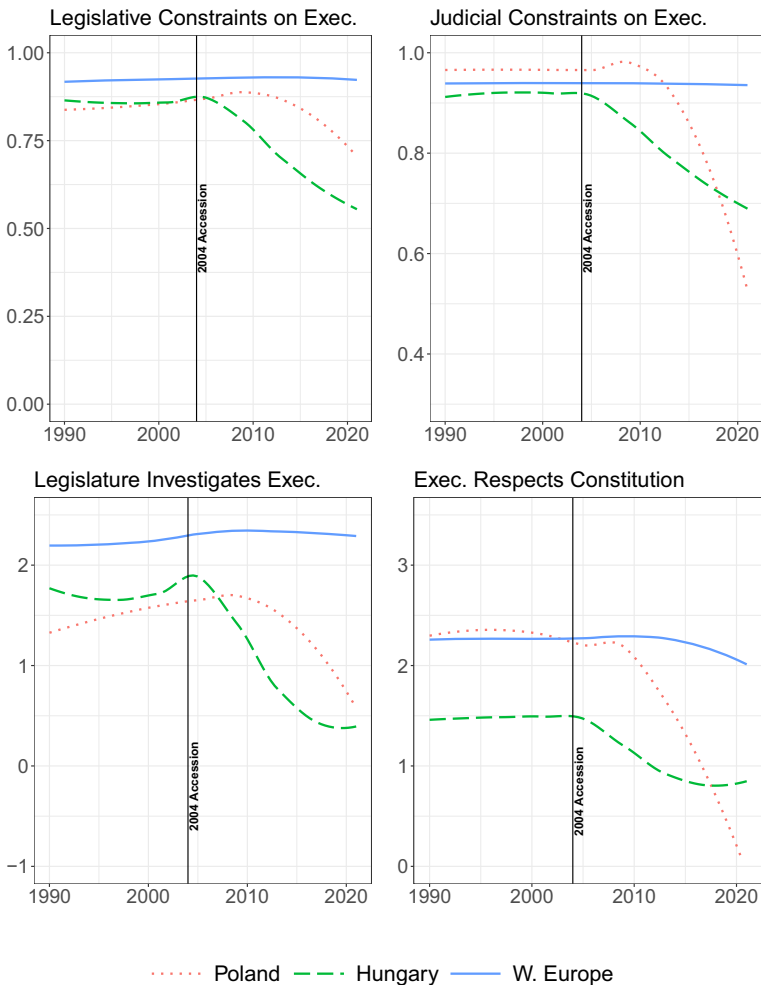 Legislative Constraints on Exec.
1.00
0.75
0.50
0.25
0.00
2004 Accession
1990 2000 2010 2020
Judicial Constraints on Exec.
1.0
0.8
0.6
0.4
2004 Accession
1990 2000 2010 2020
Legislature Investigates Exec.
2
1
0
−1
2004 Accession
1990 2000 2010 2020
Exec. Respects Constitution
3
2
1
0
2004 Accession
1990 2000 2010 2020
Poland Hungary W. Europe